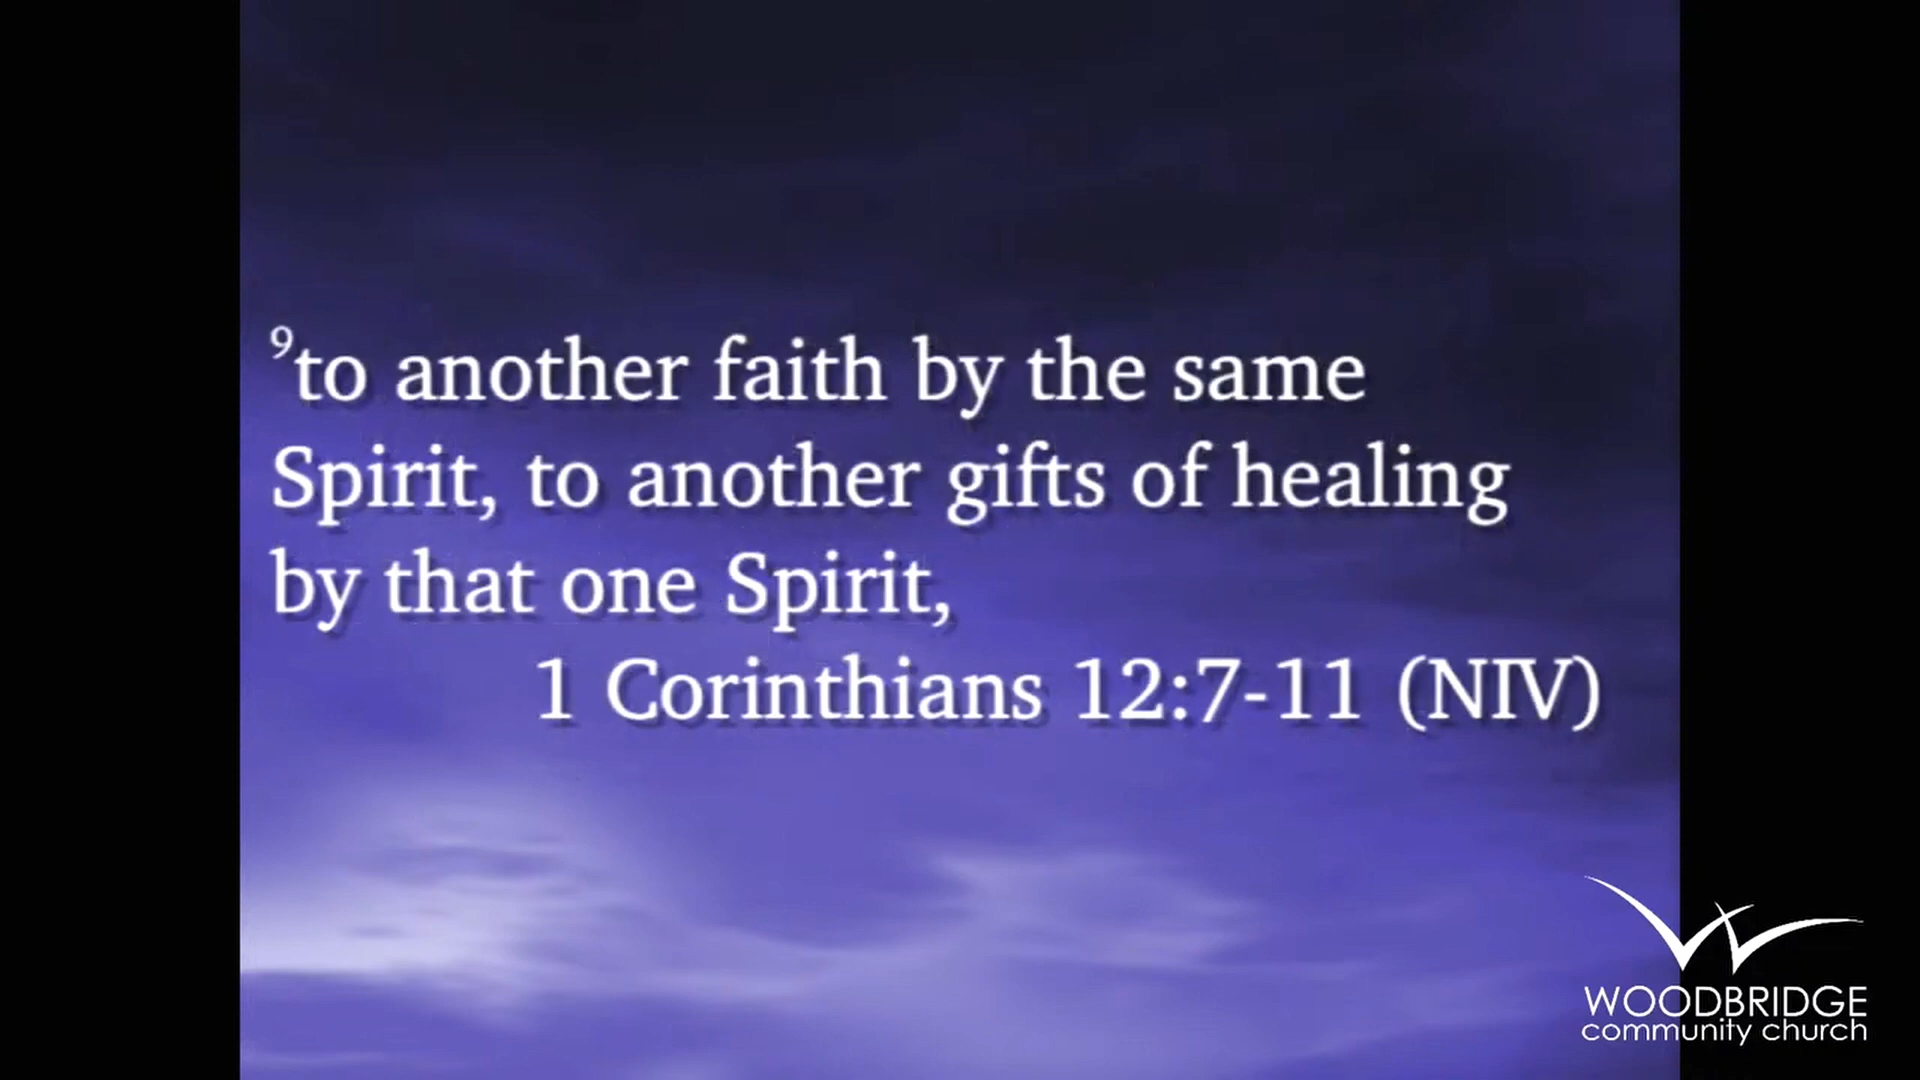 ⁹to another faith by the same
Spirit, to another gifts of healing
by that one Spirit,
1 Corinthians 12:7-11 (NIV)
WOODBRIDGE
community church